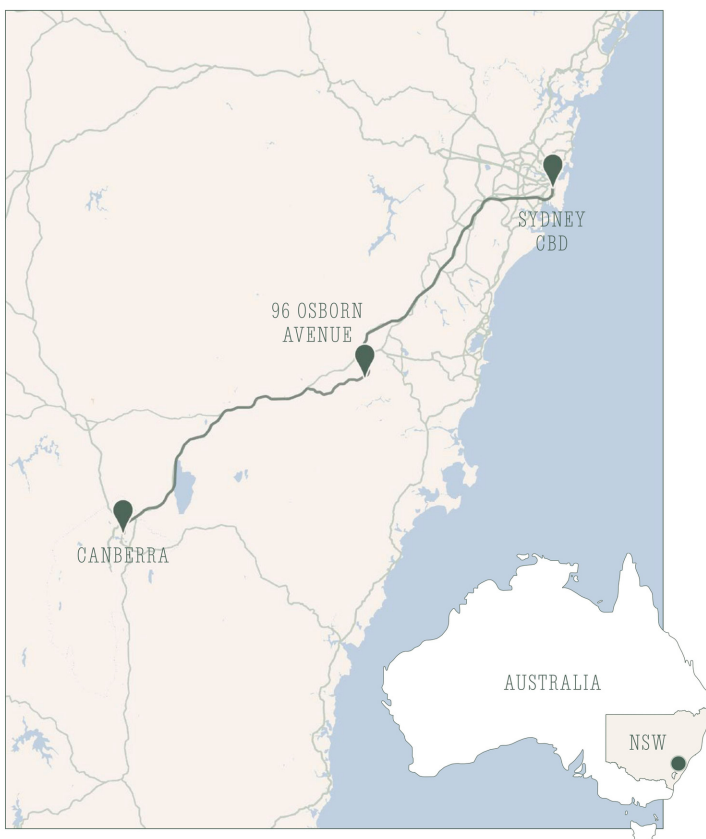 SYDNEY
CBD
96 OSBORN
AVENUE
CANBERRA
AUSTRALIA
NSW